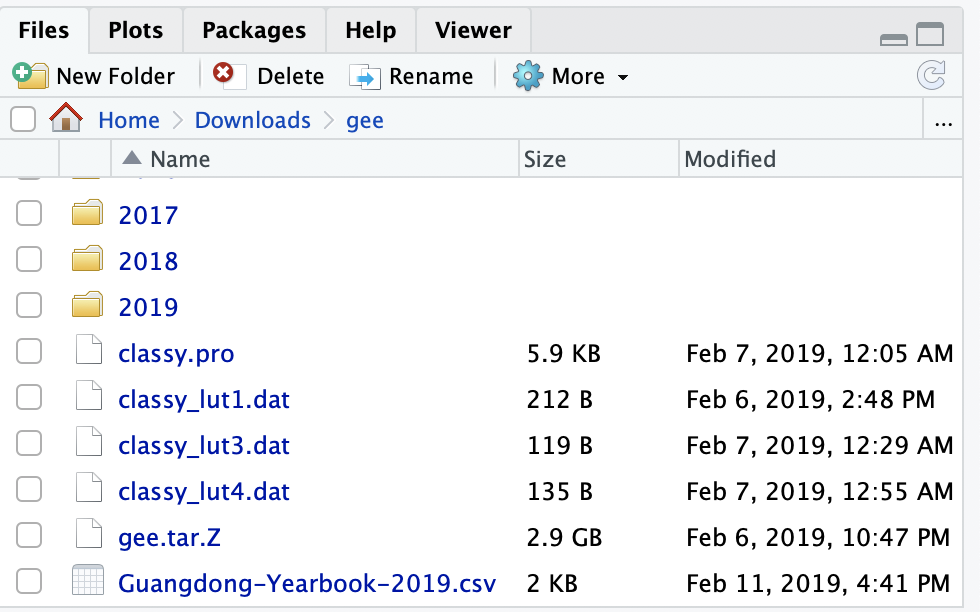 Files Plots Packages Help Viewer
New Folder Delete Rename More
Home Downloads gee ...
Name Size Modified
2017
2018
2019
classy.pro 5.9 KB Feb 7, 2019, 12:05 AM
classy_lut1.dat 212 B Feb 6, 2019, 2:48 PM
classy_lut3.dat 119 B Feb 7, 2019, 12:29 AM
classy_lut4.dat 135 B Feb 7, 2019, 12:55 AM
gee.tar.Z 2.9 GB Feb 6, 2019, 10:47 PM
Guangdong-Yearbook-2019.csv 2 KB Feb 11, 2019, 4:41 PM